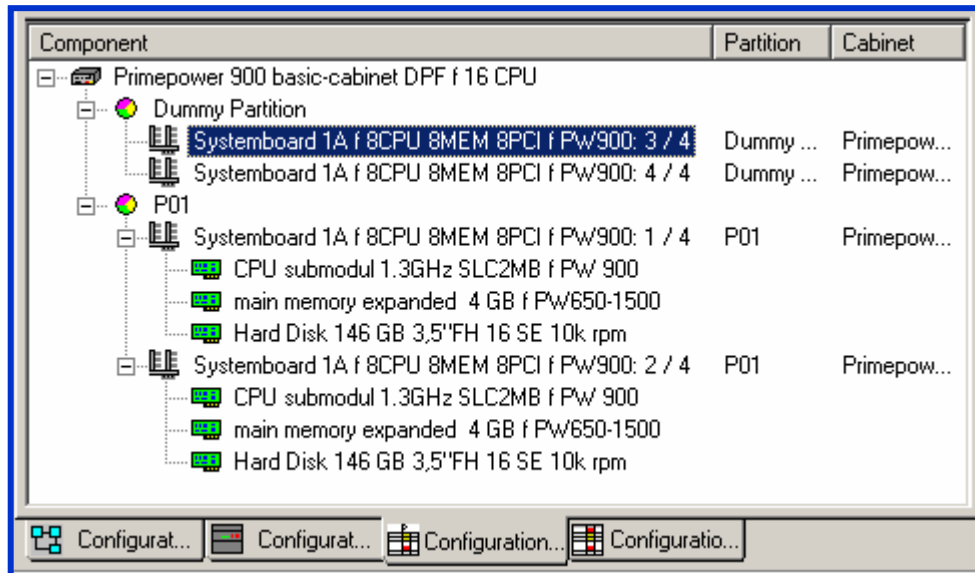 Component Partition Cabinet
Primepower 900 basic-cabinet DPF f 16 CPU
Dummy Partition
Systemboard 1A f 8CPU 8MEM 8PCI f PW900: 3 / 4 Dummy ... Primepow...
Systemboard 1A f 8CPU 8MEM 8PCI f PW900: 4 / 4 Dummy ... Primepow...
P01
Systemboard 1A f 8CPU 8MEM 8PCI f PW900: 1 / 4 P01 Primepow...
CPU submodul 1.3GHz SLC2MB f PW 900
main memory expanded  4 GB f PW650-1500
Hard Disk 146 GB 3,5"FH 16 SE 10k rpm
Systemboard 1A f 8CPU 8MEM 8PCI f PW900: 2 / 4 P01 Primepow...
CPU submodul 1.3GHz SLC2MB f PW 900
main memory expanded  4 GB f PW650-1500
Hard Disk 146 GB 3,5"FH 16 SE 10k rpm
Configurat... Configurat... Configuration... Configuratio...